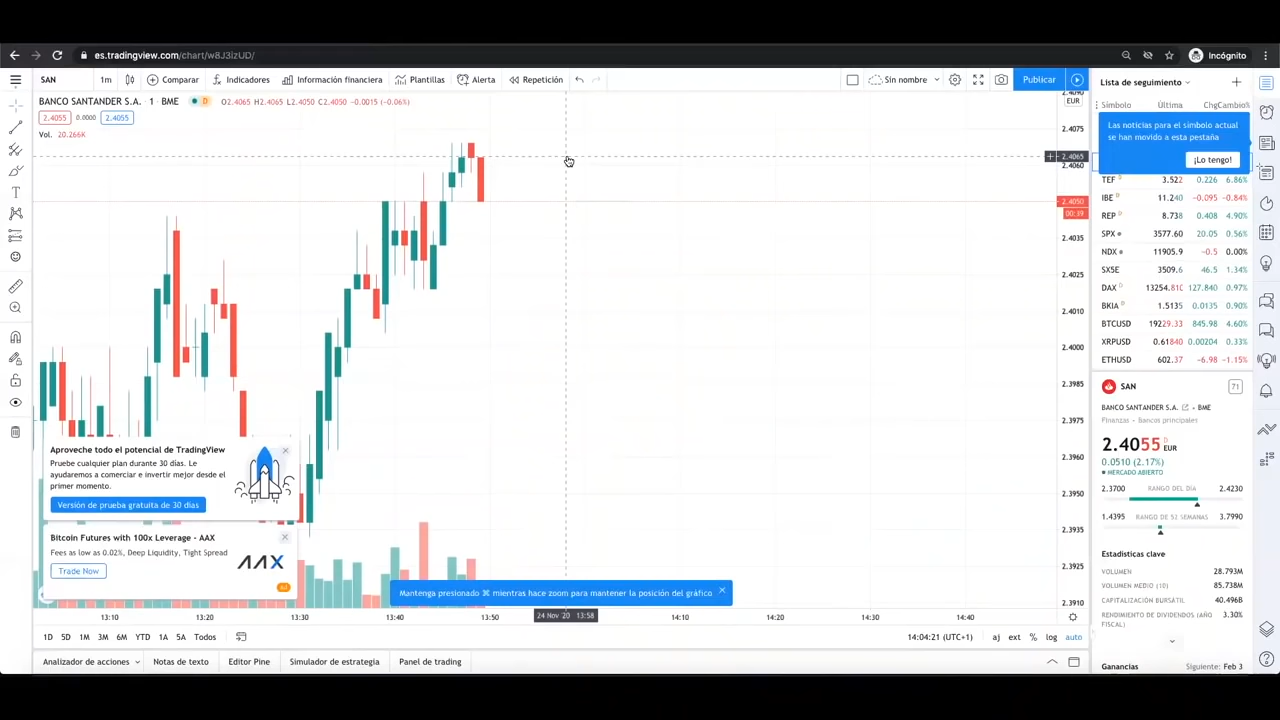 es.tradingview.com/chart/w8J3izUD/
Incógnito
SAN
1m
Comparar
Indicadores
Información financiera
Plantillas
Alerta
Repetición
Sin nombre
Publicar
BANCO SANTANDER S.A. · 1 · BME
D
O2.4065 H2.4065 L2.4050 C2.4050 −0.0015 (−0.06%)
2.4055
0.0000
2.4055
Vol. 20.266K
2.4090
EUR
2.4075
2.4065
2.4060
2.4050
00:39
2.4035
2.4025
2.4010
2.4000
2.3985
2.3975
2.3960
2.3950
2.3935
2.3925
2.3910
Aproveche todo el potencial de TradingView
Pruebe cualquier plan durante 30 días. Le
ayudaremos a comerciar e invertir mejor desde el
primer momento.
Versión de prueba gratuita de 30 días
Bitcoin Futures with 100x Leverage - AAX
Fees as low as 0.02%, Deep Liquidity, Tight Spread
Trade Now
AAX
Ad
Mantenga presionado ⌘ mientras hace zoom para mantener la posición del gráfico
13:10
13:20
13:30
13:40
13:50
24 Nov '20 13:58
14:10
14:20
14:30
14:40
1D 5D 1M 3M 6M YTD 1A 5A Todos
14:04:21 (UTC+1)
aj ext % log auto
Analizador de acciones
Notas de texto
Editor Pine
Simulador de estrategia
Panel de trading
Lista de seguimiento
Símbolo Última Chg Cambio%
Las noticias para el símbolo actual
se han movido a esta pestaña
¡Lo tengo!
TEF D 3.522 0.226 6.86%
IBE D 11.240 −0.095 −0.84%
REP D 8.738 0.408 4.90%
SPX 3577.60 20.05 0.56%
NDX 11905.9 −0.5 0.00%
SX5E 3509.6 46.5 1.34%
DAX D 13254.810 127.840 0.97%
BKIA D 1.5135 0.0135 0.90%
BTCUSD 19229.33 845.98 4.60%
XRPUSD 0.61840 0.00204 0.33%
ETHUSD 602.37 −6.98 −1.15%
SAN
71
BANCO SANTANDER S.A. - BME
Finanzas - Bancos principales
2.4055 D EUR
0.0510 (2.17%)
MERCADO ABIERTO
2.3700 RANGO DEL DÍA 2.4230
1.4395 RANGO DE 52 SEMANAS 3.7990
Estadísticas clave
VOLUMEN 28.793M
VOLUMEN MEDIO (10) 85.738M
CAPITALIZACIÓN BURSÁTIL 40.496B
RENDIMIENTO DE DIVIDENDOS (AÑO 3.30%
FISCAL)
Ganancias Siguiente: Feb 3